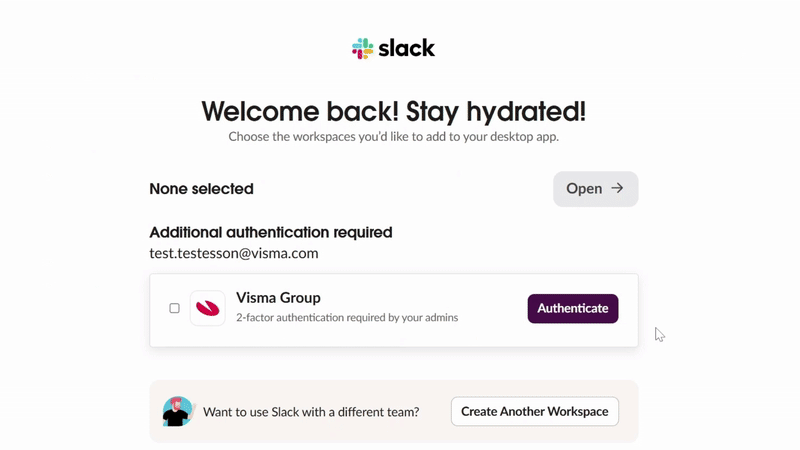 slack
Welcome back! Stay hydrated!
Choose the workspaces you’d like to add to your desktop app.
None selected
Open →
Additional authentication required
test.testesson@visma.com
Visma Group
2-factor authentication required by your admins
Authenticate
Want to use Slack with a different team?
Create Another Workspace